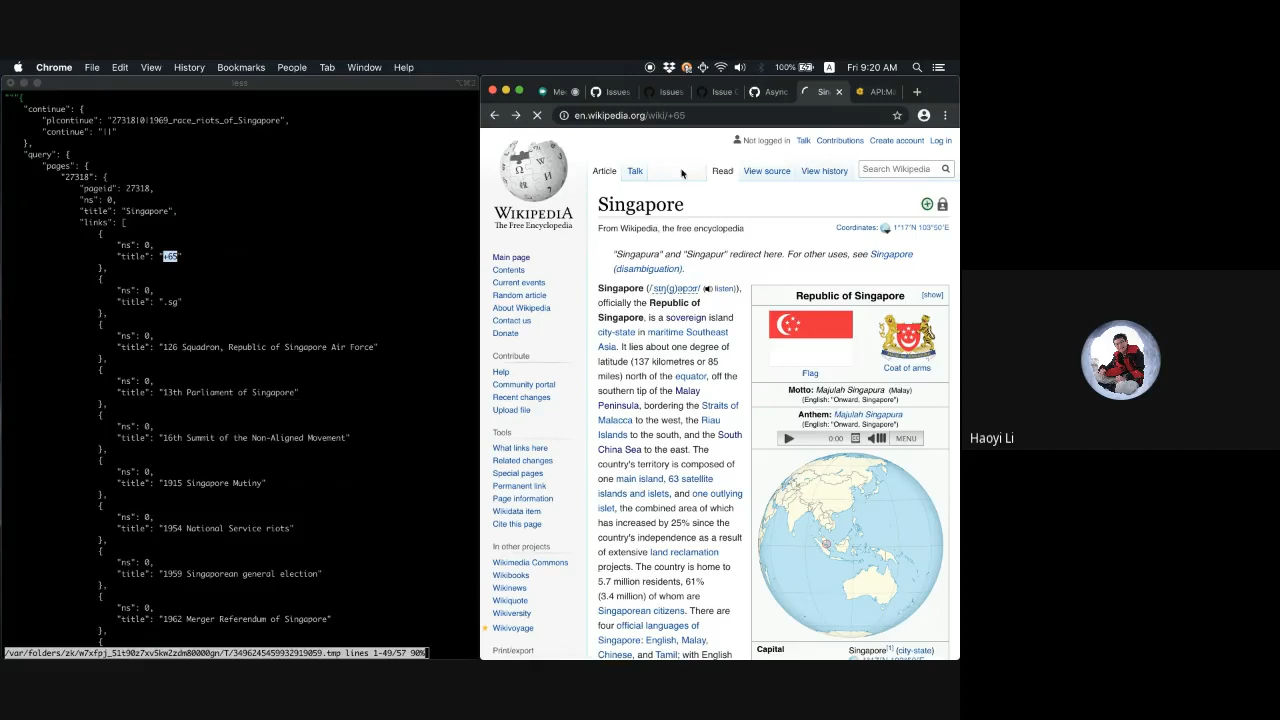 Chrome File Edit View History Bookmarks People Tab Window Help
100% A Fri 9:20 AM
less
"continue": {
"plcontinue": "27318|0|1969_race_riots_of_Singapore",
"continue": "||"
},
"query": {
"pages": {
"27318": {
"pageid": 27318,
"ns": 0,
"title": "Singapore",
"links": [
{
"ns": 0,
"title": "+65"
},
{
"ns": 0,
"title": ".sg"
},
{
"ns": 0,
"title": "126 Squadron, Republic of Singapore Air Force"
},
{
"ns": 0,
"title": "13th Parliament of Singapore"
},
{
"ns": 0,
"title": "16th Summit of the Non-Aligned Movement"
},
{
"ns": 0,
"title": "1915 Singapore Mutiny"
},
{
"ns": 0,
"title": "1954 National Service riots"
},
{
"ns": 0,
"title": "1959 Singaporean general election"
},
{
"ns": 0,
"title": "1962 Merger Referendum of Singapore"
},
{
lines 1-49/57 90%
Me Issues Issues Issue Async Sin API:Ma
en.wikipedia.org/wiki/+65
Not logged in Talk Contributions Create account Log in
Article Talk Read View source View history Search Wikipedia
WIKIPEDIA
The Free Encyclopedia
Main page
Contents
Current events
Random article
About Wikipedia
Contact us
Donate
Contribute
Help
Community portal
Recent changes
Upload file
Tools
What links here
Related changes
Special pages
Permanent link
Page information
Wikidata item
Cite this page
In other projects
Wikimedia Commons
Wikibooks
Wikinews
Wikiquote
Wikiversity
Wikivoyage
Print/export
Singapore
From Wikipedia, the free encyclopedia
Coordinates: 1°17′N 103°50′E
"Singapura" and "Singapur" redirect here. For other uses, see Singapore
(disambiguation).
Singapore (/ˈsɪŋ(ɡ)əpɔːr/ (listen)),
officially the Republic of
Singapore, is a sovereign island
city-state in maritime Southeast
Asia. It lies about one degree of
latitude (137 kilometres or 85
miles) north of the equator, off the
southern tip of the Malay
Peninsula, bordering the Straits of
Malacca to the west, the Riau
Islands to the south, and the South
China Sea to the east. The
country's territory is composed of
one main island, 63 satellite
islands and islets, and one outlying
islet, the combined area of which
has increased by 25% since the
country's independence as a result
of extensive land reclamation
projects. The country is home to
5.7 million residents, 61%
(3.4 million) of whom are
Singaporean citizens. There are
four official languages of
Singapore: English, Malay,
Chinese, and Tamil; with English
Republic of Singapore [show]
Flag
Coat of arms
Motto: Majulah Singapura (Malay)
(English: "Onward, Singapore")
Anthem: Majulah Singapura
(English: "Onward, Singapore")
0:00 MENU
Capital Singapore[1] (city-state)
Haoyi Li